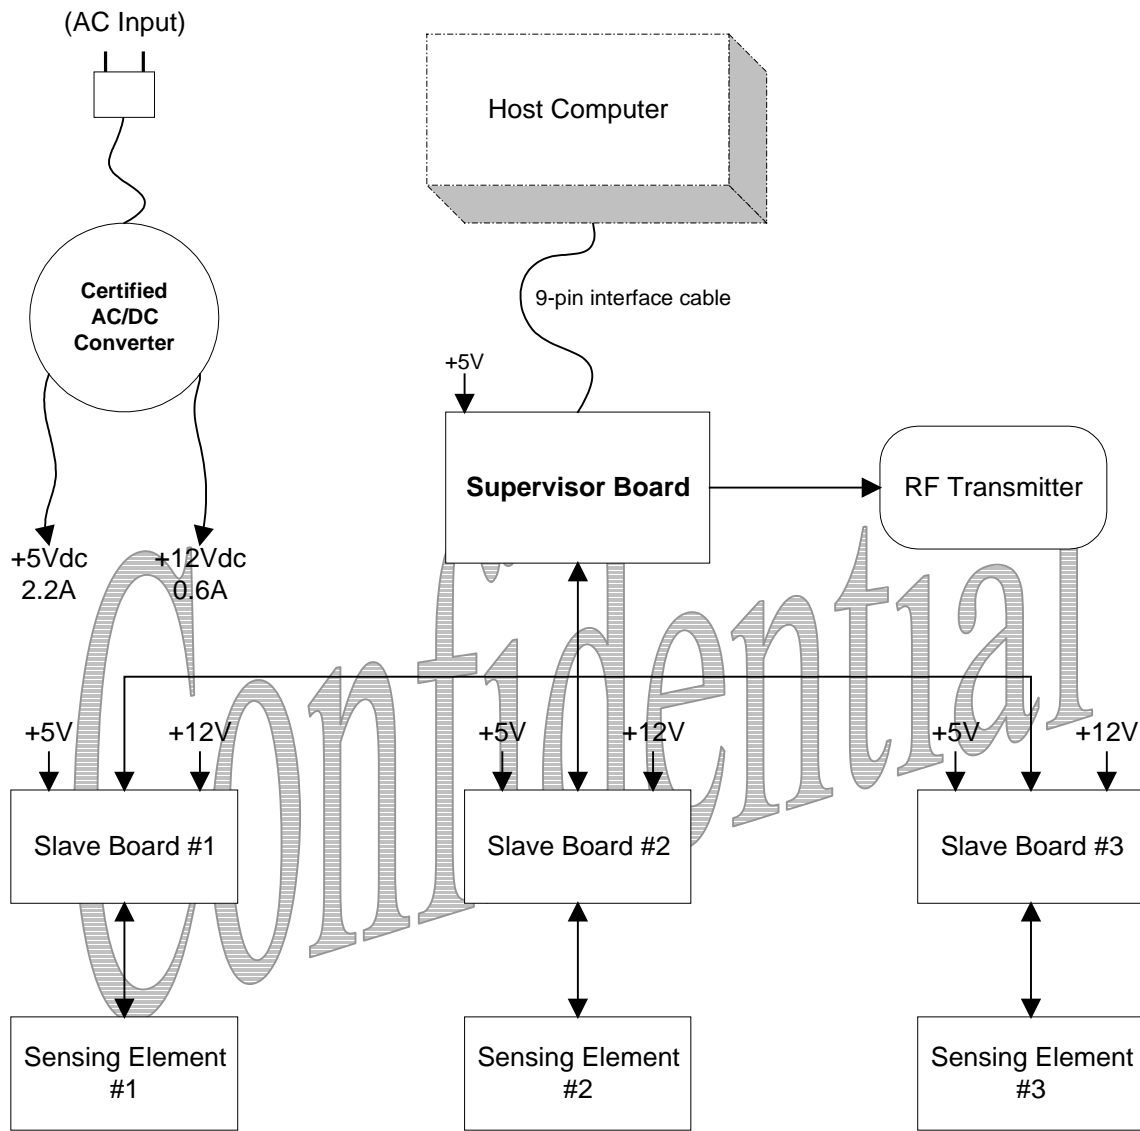 (AC Input)
Host Computer
Certified
AC/DC
Converter
9-pin interface cable
+5V
Supervisor Board
RF Transmitter
+5Vdc
2.2A
+12Vdc
0.6A
Confidential
+5V
+12V
+5V
+12V
+5V
+12V
Slave Board #1
Slave Board #2
Slave Board #3
Sensing Element
#1
Sensing Element
#2
Sensing Element
#3